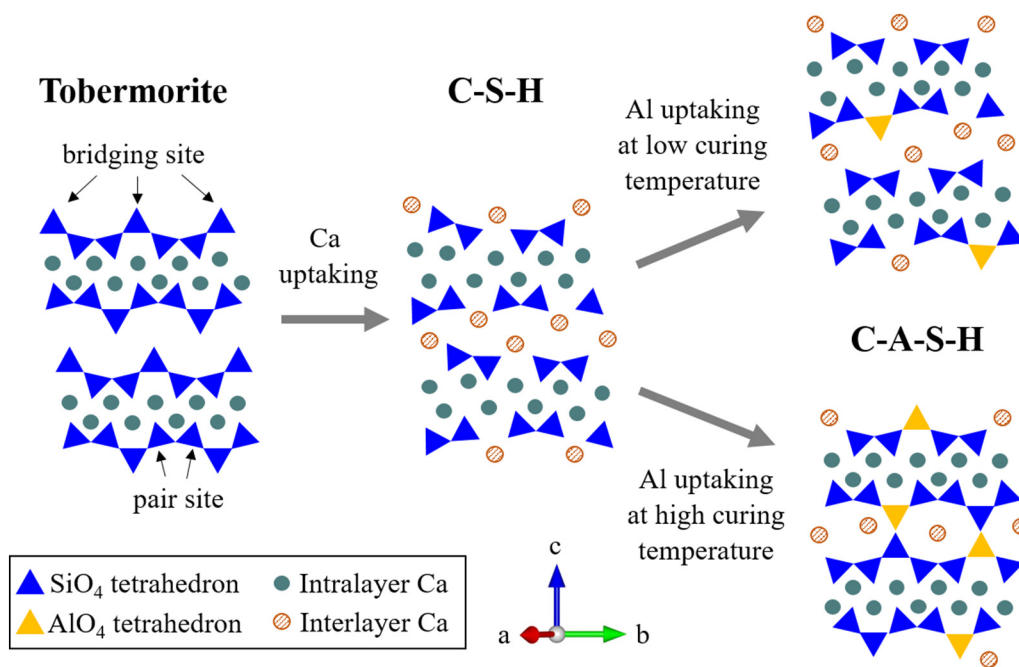 Tobermorite
bridging site
pair site
Ca
uptaking
C-S-H
Al uptaking
at low curing
temperature
Al uptaking
at high curing
temperature
C-A-S-H
SiO₄ tetrahedron
Intralayer Ca
AlO₄ tetrahedron
Interlayer Ca
c
a
b